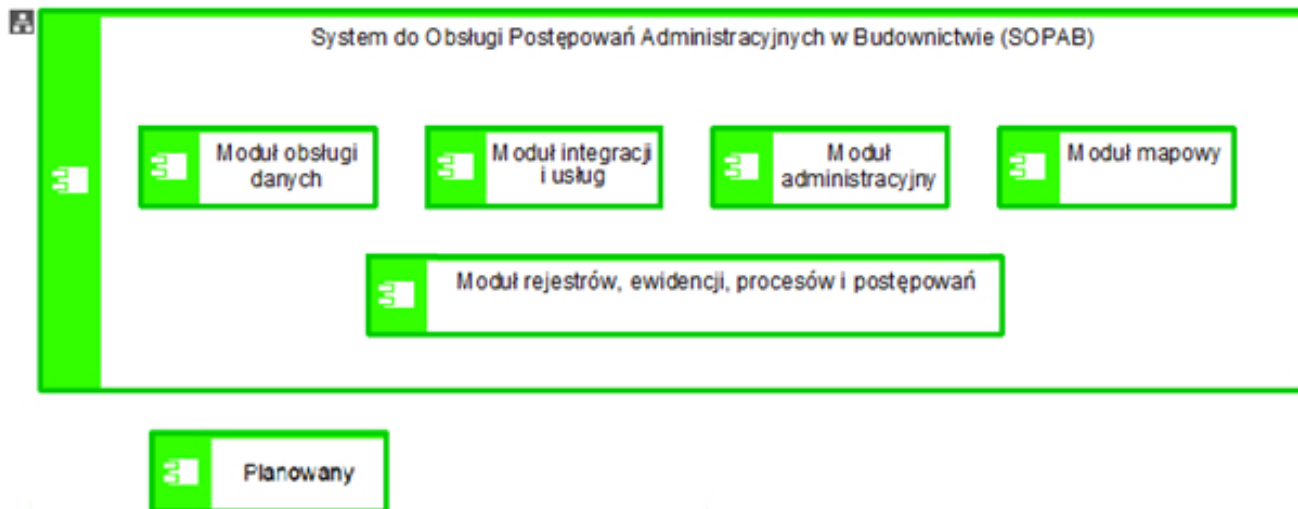 System do Obsługi Postępowań Administracyjnych w Budownictwie (SOPAB)
Moduł obsługi
danych
Moduł integracji
i usług
Moduł
administracyjny
Moduł mapowy
Moduł rejestrów, ewidencji, procesów i postępowań
Planowany